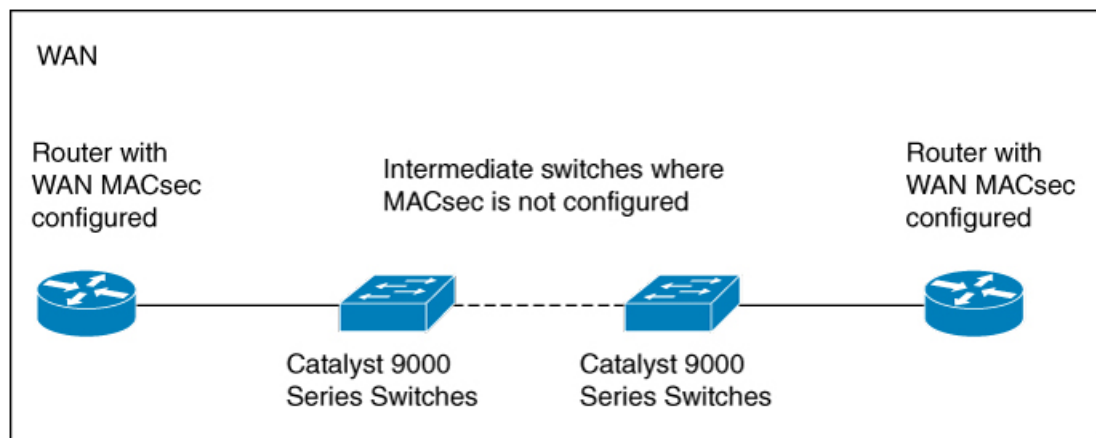 WAN
Router with
WAN MACsec
configured
Intermediate switches where
MACsec is not configured
Router with
WAN MACsec
configured
Catalyst 9000
Series Switches
Catalyst 9000
Series Switches